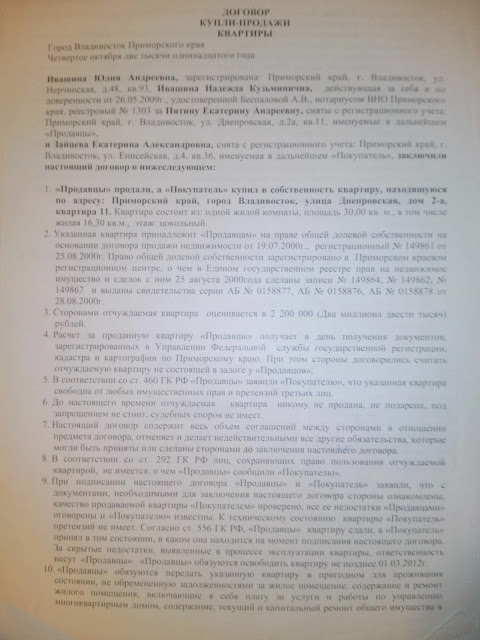 ДОГОВОР
КУПЛИ-ПРОДАЖИ
КВАРТИРЫ
Город Владивосток Приморского края
Четвертое октября две тысячи одиннадцатого года
Ивашина Юлия Андреевна, зарегистрирована: Приморский край, г. Владивосток, ул.
Нерчинская, д.48, кв.93, Ивашина Надежда Кузьминична, действующая за себя и по
доверенности от 26.05.2009г., удостоверенной Беспаловой А.В., нотариусом ВНО Приморского
края, реестровый № 1303 за Пятину Екатерину Андреевну, сняты с регистрационного учета:
Приморский край, г. Владивосток, ул. Днепровская, д.2а, кв.11, именуемые в дальнейшем
«Продавцы»,
и Зайцева Екатерина Александровна, снята с регистрационного учета: Приморский край, г.
Владивосток, ул. Енисейская, д.4, кв.36, именуемая в дальнейшем «Покупатель», заключили
настоящий договор о нижеследующем:
1. «Продавцы» продали, а «Покупатель» купил в собственность квартиру, находящуюся
по адресу: Приморский край, город Владивосток, улица Днепровская, дом 2-а,
квартира 11. Квартира состоит из: одной жилой комнаты, площадь 30,00 кв. м., в том числе
жилая 16,30 кв.м., этаж: цокольный.
2. Указанная квартира принадлежит «Продавцам» на праве общей долевой собственности на
основании договора продажи недвижимости от 19.07.2000г., регистрационный № 149861 от
25.08.2000г. Право общей долевой собственности зарегистрировано в Приморском краевом
регистрационном центре, о чем в Едином государственном реестре прав на недвижимое
имущество и сделок с ним 25 августа 2000года сделаны записи № 149864, № 149862, №
149867 и выданы свидетельства серии АБ № 0158877, АБ № 0158876, АБ № 0158878 от
28.08.2000г.
3. Сторонами отчуждаемая квартира оценивается в 2 200 000 (Два миллиона двести тысяч)
рублей.
4. Расчет за проданную квартиру «Продавцы» получает в день получения документов,
зарегистрированных в Управлении Федеральной службы государственной регистрации,
кадастра и картографии по Приморскому краю. При этом стороны договорились считать
отчуждаемую квартиру не состоящей в залоге у «Продавцов».
5. В соответствии со ст. 460 ГК РФ «Продавцы» заявили «Покупателю», что указанная квартира
свободна от любых имущественных прав и претензий третьих лиц.
6. До настоящего времени отчуждаемая квартира никому не продана, не подарена, под
запрещением не стоит, судебных споров не имеет.
7. Настоящий договор содержит весь объем соглашений между сторонами в отношении
предмета договора, отменяет и делает недействительными все другие обязательства, которые
могли быть приняты или сделаны сторонами до заключения настоящего договора.
8. В соответствии со ст. 292 ГК РФ лиц, сохраняющих право пользования отчуждаемой
квартирой, не имеется, о чем «Продавцы» сообщили «Покупателю».
9. При подписании настоящего договора «Продавцы» и «Покупатель» заявили, что с
документами, необходимыми для заключения настоящего договора стороны ознакомлены,
качество продаваемой квартиры «Покупателем» проверено, все ее недостатки «Продавцами»
оговорены и «Покупателю» известны. К техническому состоянию квартиры «Покупатель»
претензий не имеет. Согласно ст. 556 ГК РФ, «Продавцы» квартиру сдали, а «Покупатель»
принял в том состоянии, в каком она находится на момент подписания настоящего договора.
За скрытые недостатки, выявленные в процессе эксплуатации квартиры, ответственность
несут «Продавцы». «Продавцы» обязуются освободить квартиру не позднее 01.03.2012г.
10. «Продавцы» обязуются передать указанную квартиру в пригодном для проживания
состоянии, не обремененную задолженностями за жилое помещение: содержание и ремонт
жилого помещения, включающие в себя плату за услуги и работы по управлению
многоквартирным домом, содержание, текущий и капитальный ремонт общего имущества в